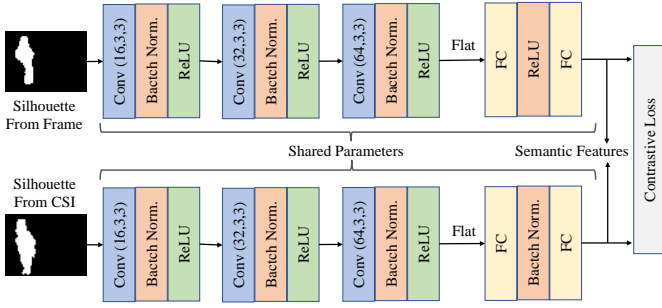 Conv (16,3,3)
Bactch Norm.
ReLU
Conv (32,3,3)
Bactch Norm.
ReLU
Conv (64,3,3)
Bactch Norm.
ReLU
Flat
FC
ReLU
FC
Silhouette
From Frame
Shared Parameters
Semantic Features
Contrastive Loss
Silhouette
From CSI
Conv (16,3,3)
Bactch Norm.
ReLU
Conv (32,3,3)
Bactch Norm.
ReLU
Conv (64,3,3)
Bactch Norm.
ReLU
Flat
FC
Bactch Norm.
FC